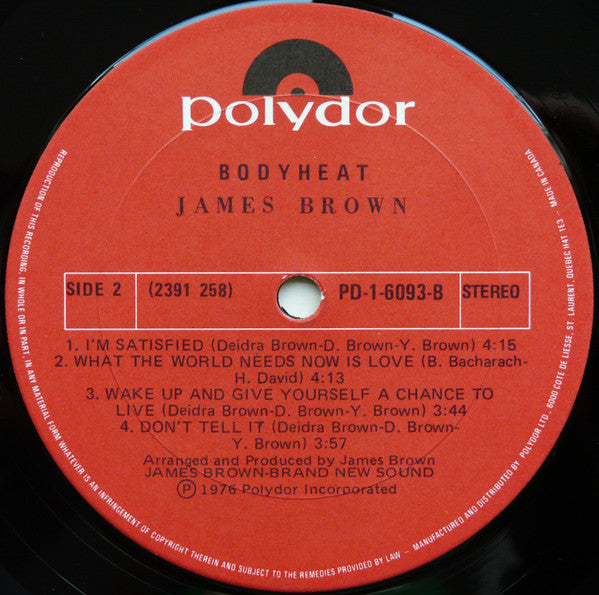 polydor
BODYHEAT
JAMES BROWN
SIDE 2 (2391 258) PD-1-6093-B STEREO
1. I'M SATISFIED (Deidra Brown-D. Brown-Y. Brown) 4:15
2. WHAT THE WORLD NEEDS NOW IS LOVE (B. Bacharach-
H. David) 4:13
3. WAKE UP AND GIVE YOURSELF A CHANCE TO
LIVE (Deidra Brown-D. Brown-Y. Brown) 3:44
4. DON'T TELL IT (Deidra Brown-D. Brown-
Y. Brown) 3:57
Arranged and Produced by James Brown
JAMES BROWN-BRAND NEW SOUND
Ⓟ 1976 Polydor Incorporated
REPRODUCTION OF THIS RECORDING, IN WHOLE OR IN PART, IN ANY MATERIAL FORM WHATEVER IS AN INFRINGEMENT OF COPYRIGHT THEREIN AND SUBJECT TO THE REMEDIES PROVIDED BY LAW – MANUFACTURED AND DISTRIBUTED BY POLYDOR LTD. 6000 COTE DE LIESSE, ST LAURENT, QUEBEC H4T 1E3 – MADE IN CANADA